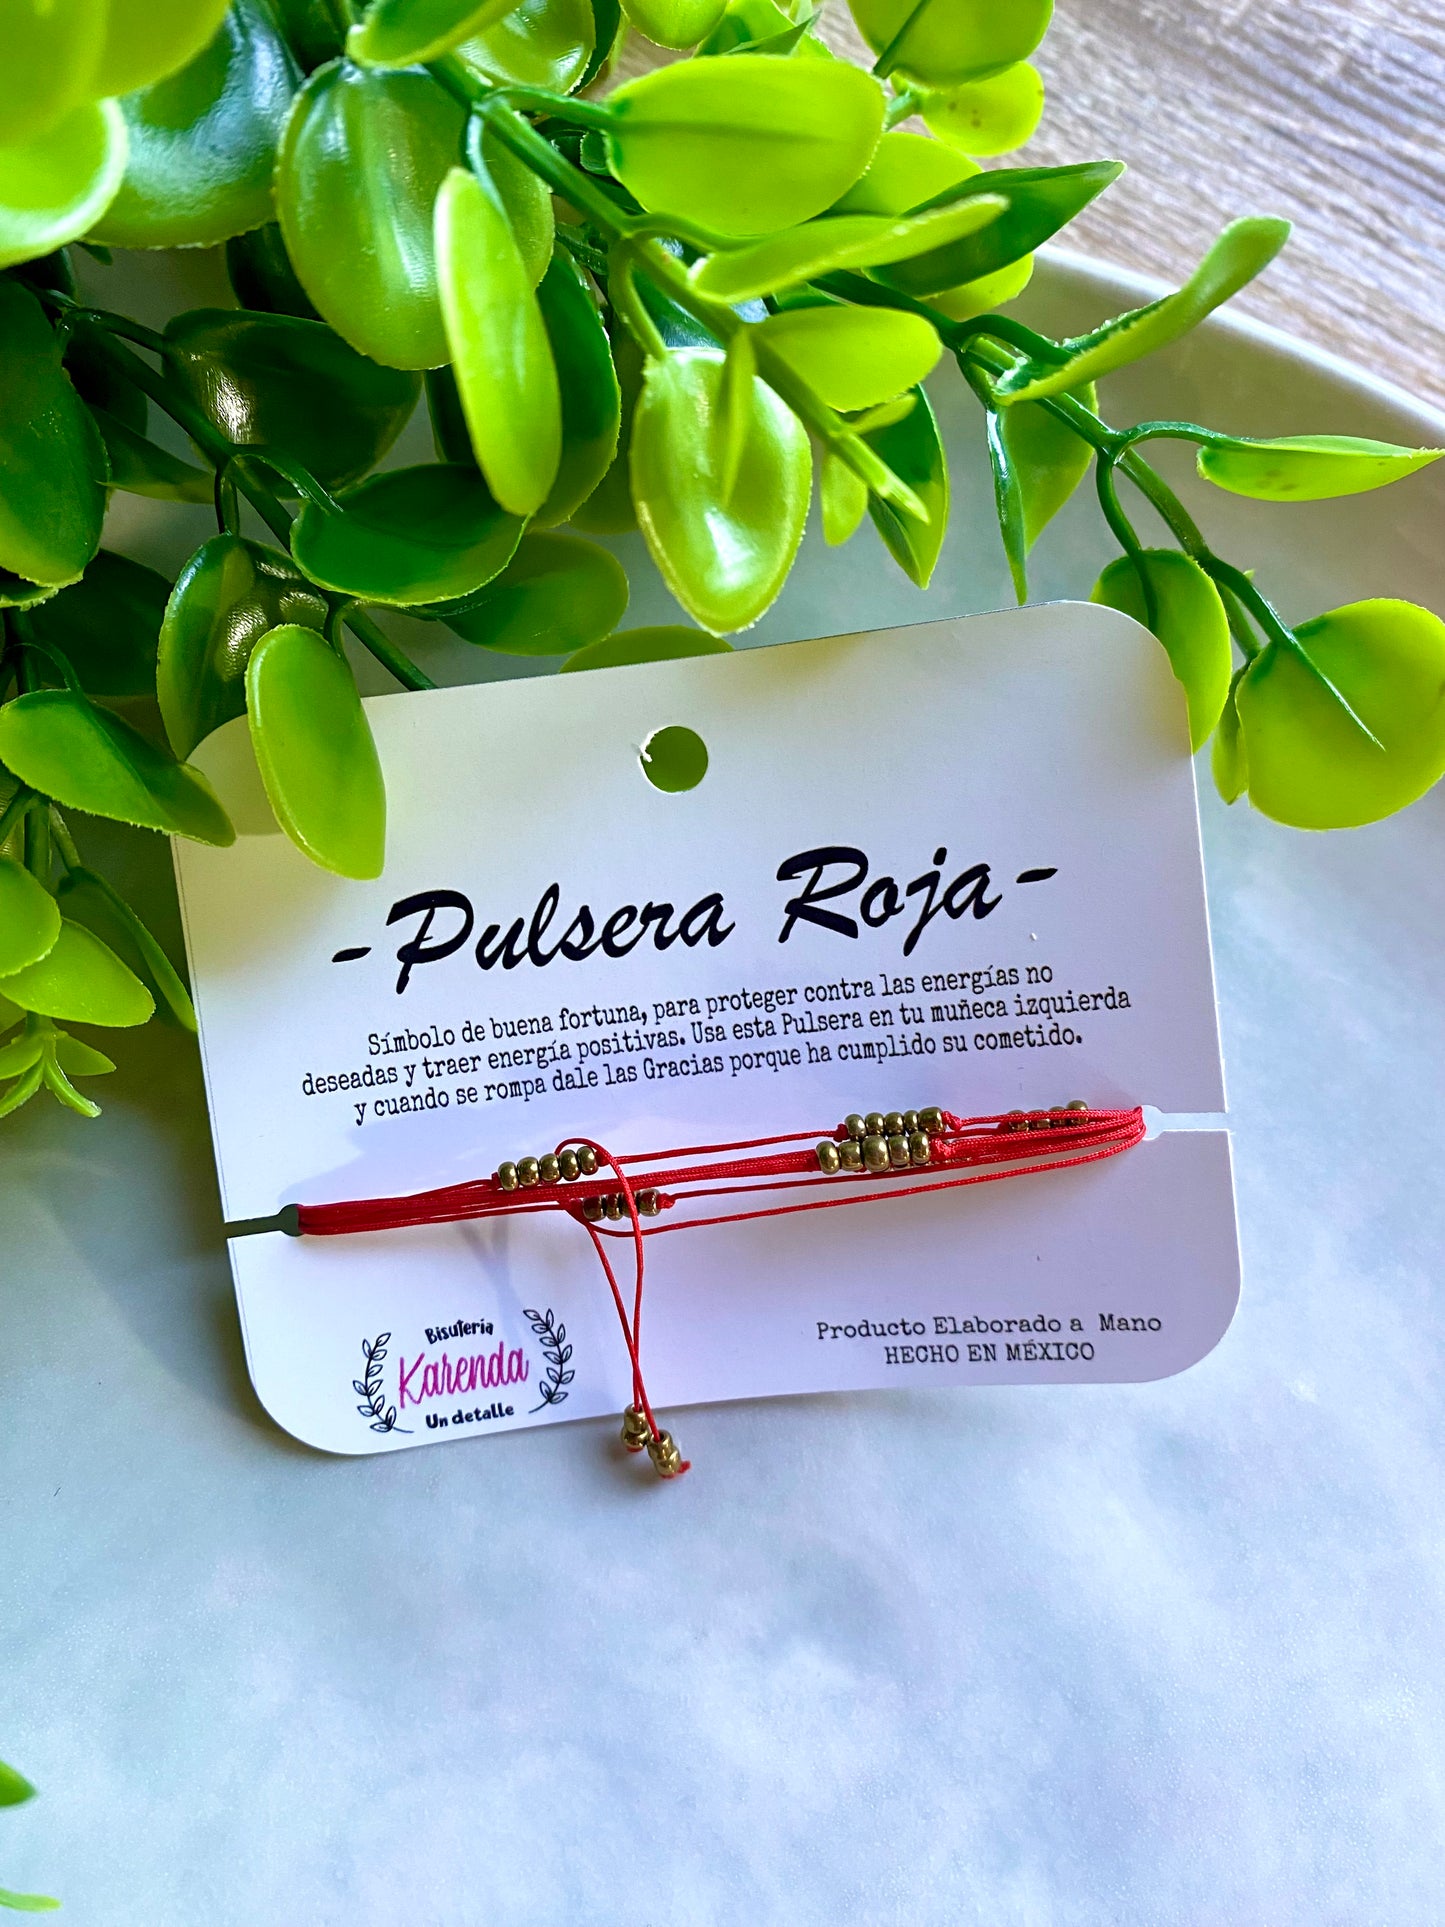 -Pulsera Roja-
Símbolo de buena fortuna, para proteger contra las energías no
deseadas y traer energía positivas. Usa esta Pulsera en tu muñeca izquierda
y cuando se rompa dale las Gracias porque ha cumplido su cometido.
Bisutería
Karenda
Un detalle
Producto Elaborado a Mano
HECHO EN MÉXICO